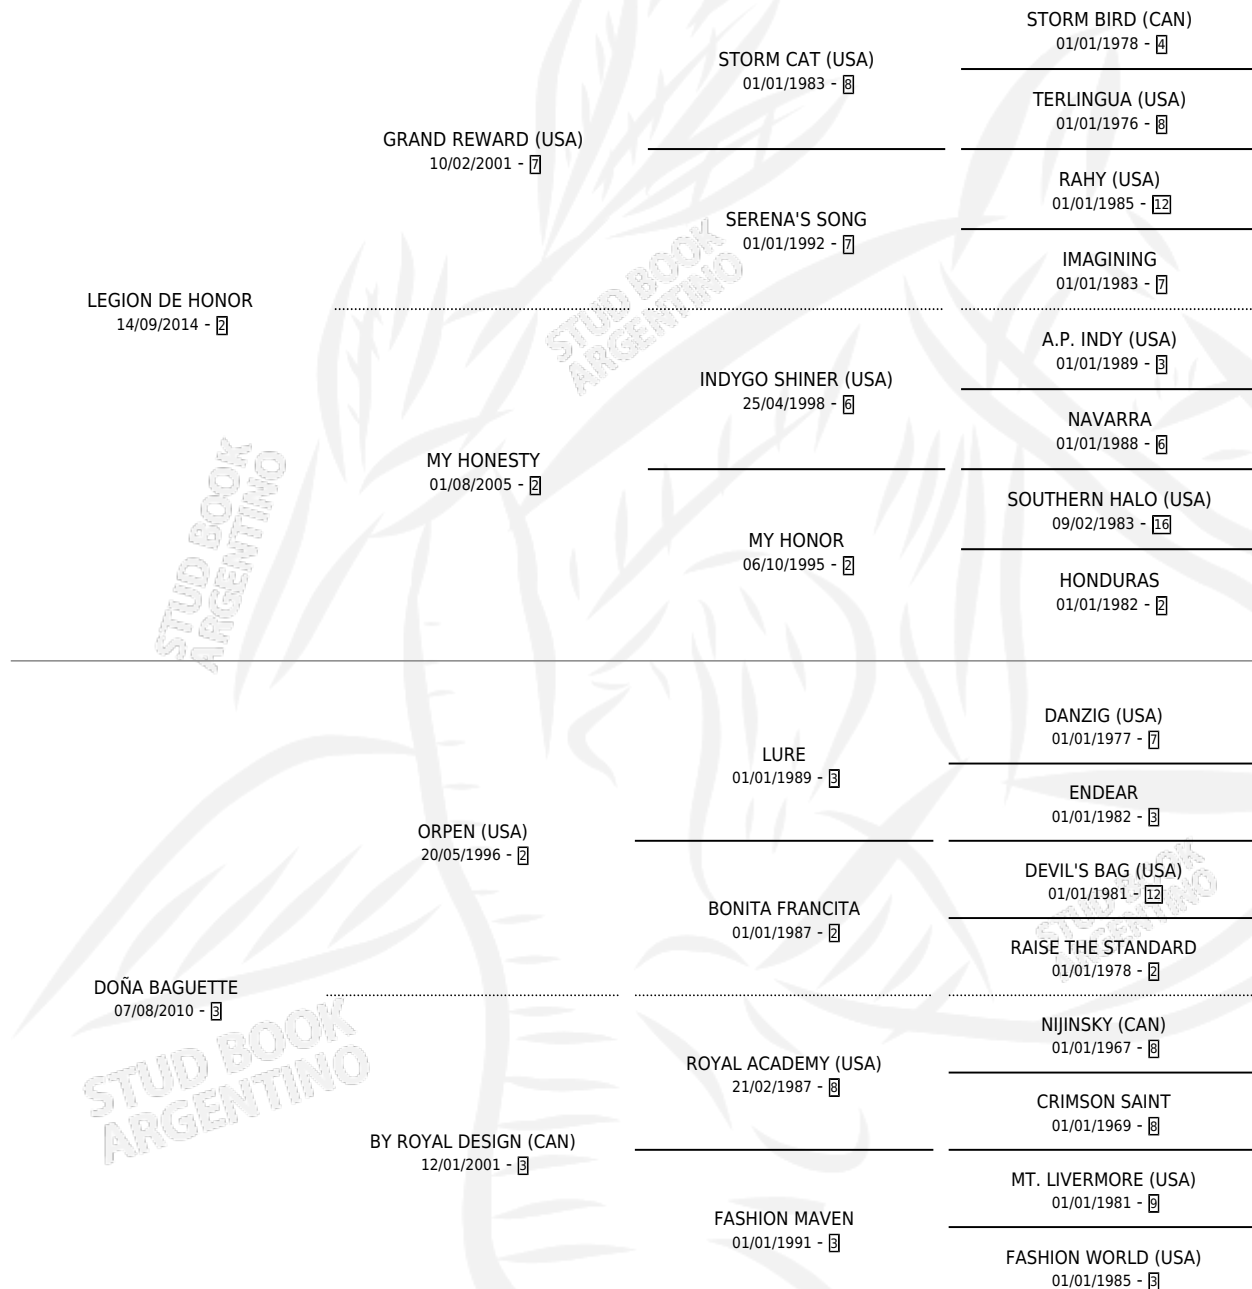 STORM BIRD (CAN)
01/01/1978 - 4
STORM CAT (USA)
01/01/1983 - 8
TERLINGUA (USA)
01/01/1976 - 8
GRAND REWARD (USA)
10/02/2001 - 7
RAHY (USA)
01/01/1985 - 12
SERENA'S SONG
01/01/1992 - 7
IMAGINING
01/01/1983 - 7
LEGION DE HONOR
14/09/2014 - 2
A.P. INDY (USA)
01/01/1989 - 3
INDYGO SHINER (USA)
25/04/1998 - 6
NAVARRA
01/01/1988 - 6
MY HONESTY
01/08/2005 - 2
SOUTHERN HALO (USA)
09/02/1983 - 16
MY HONOR
06/10/1995 - 2
HONDURAS
01/01/1982 - 2
DANZIG (USA)
01/01/1977 - 7
LURE
01/01/1989 - 3
ENDEAR
01/01/1982 - 3
ORPEN (USA)
20/05/1996 - 2
DEVIL'S BAG (USA)
01/01/1981 - 12
BONITA FRANCITA
01/01/1987 - 2
RAISE THE STANDARD
01/01/1978 - 2
DOÑA BAGUETTE
07/08/2010 - 3
NIJINSKY (CAN)
01/01/1967 - 8
ROYAL ACADEMY (USA)
21/02/1987 - 8
CRIMSON SAINT
01/01/1969 - 8
BY ROYAL DESIGN (CAN)
12/01/2001 - 3
MT. LIVERMORE (USA)
01/01/1981 - 9
FASHION MAVEN
01/01/1991 - 3
FASHION WORLD (USA)
01/01/1985 - 3
STUD BOOK
ARGENTINO
STUD BOOK
ARGENTINO
STUD BOOK
ARGENTINO
STUD BOOK
ARGENTINO